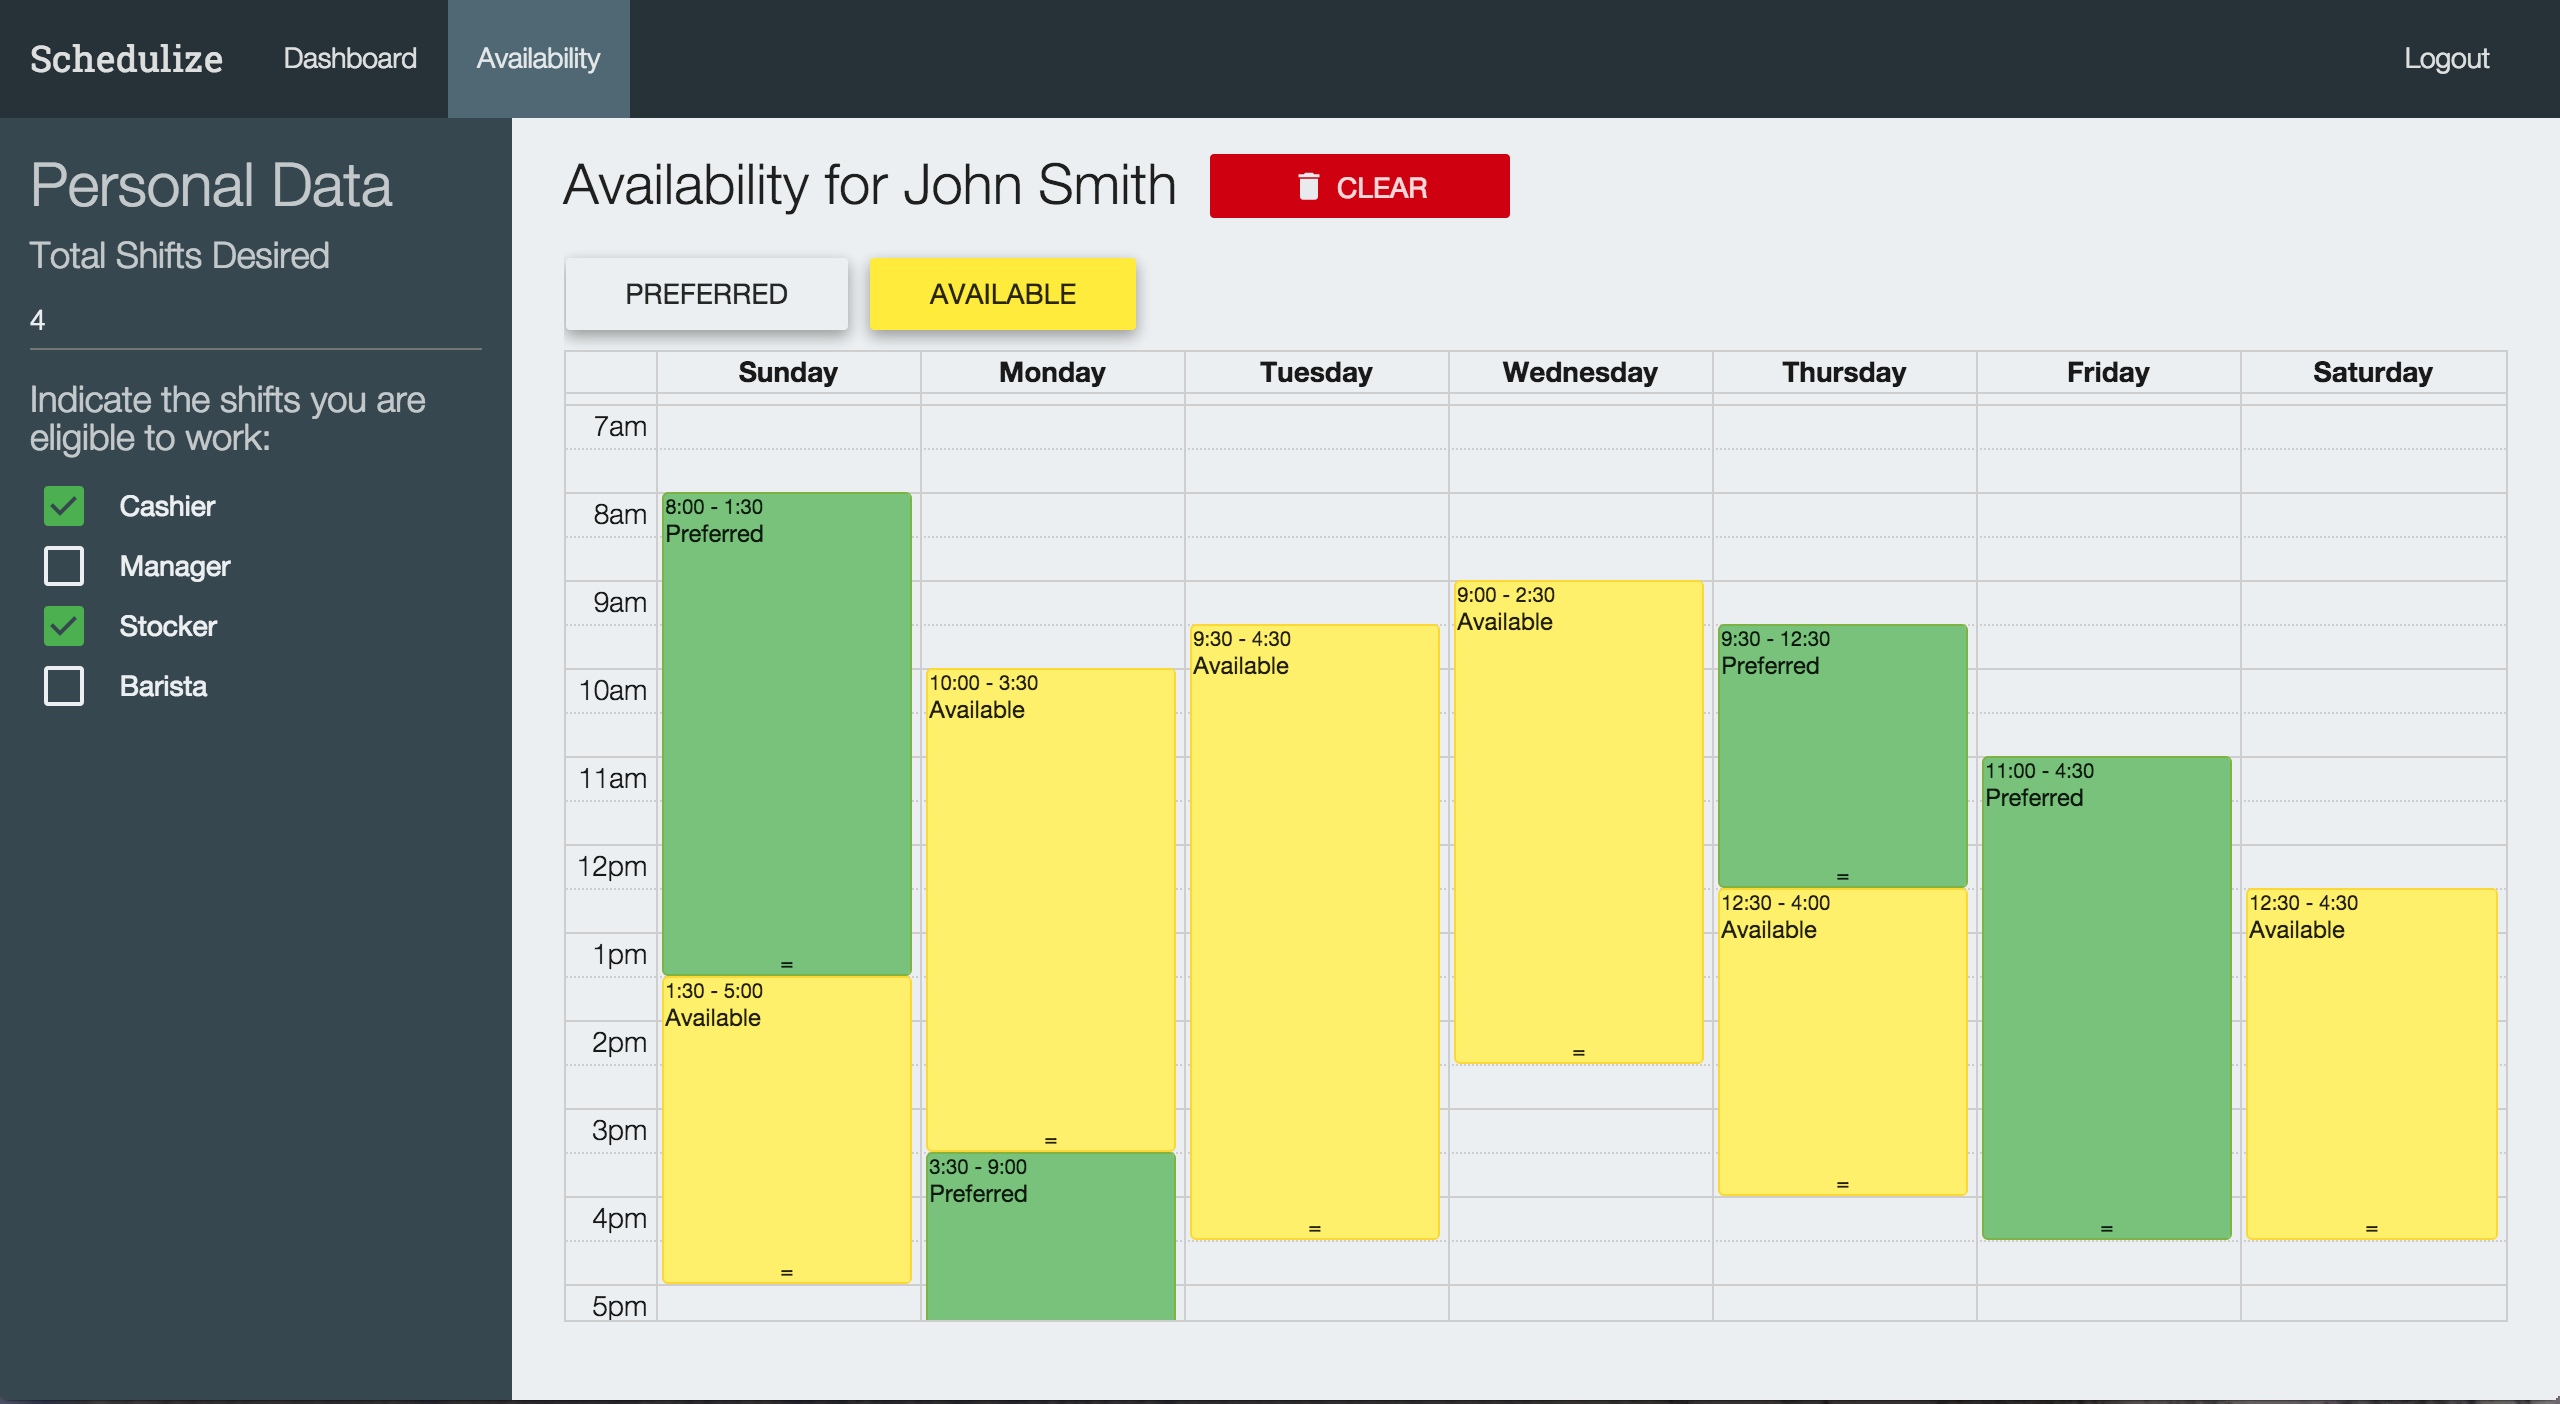 Schedulize Dashboard Availability Logout
Personal Data
Total Shifts Desired
4
Indicate the shifts you are
eligible to work:
Cashier
Manager
Stocker
Barista
Availability for John Smith CLEAR
PREFERRED AVAILABLE
Sunday Monday Tuesday Wednesday Thursday Friday Saturday
7am
8am
9am
10am
11am
12pm
1pm
2pm
3pm
4pm
5pm
8:00 - 1:30
Preferred
=
1:30 - 5:00
Available
=
10:00 - 3:30
Available
=
3:30 - 9:00
Preferred
9:30 - 4:30
Available
=
9:00 - 2:30
Available
=
9:30 - 12:30
Preferred
=
12:30 - 4:00
Available
=
11:00 - 4:30
Preferred
=
12:30 - 4:30
Available
=